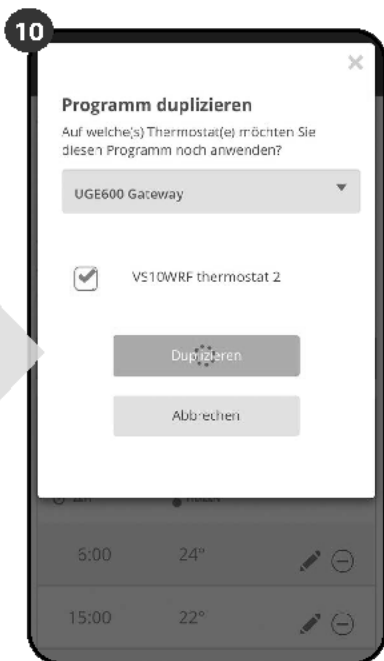 10
×
Programm duplizieren
Auf welche(s) Thermostat(e) möchten Sie
diesen Programm noch anwenden?
UGE600 Gateway
VS10WRF thermostat 2
Duplizieren
Abbrechen
6:00 24°
15:00 22°